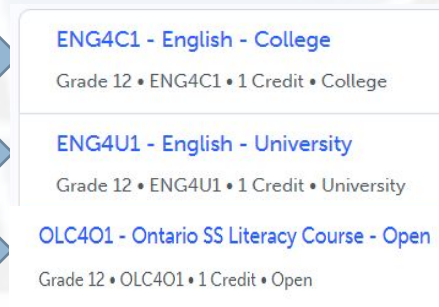 ENG4C1 - English - College
Grade 12 • ENG4C1 • 1 Credit • College
ENG4U1 - English - University
Grade 12 • ENG4U1 • 1 Credit • University
OLC4O1 - Ontario SS Literacy Course - Open
Grade 12 • OLC4O1 • 1 Credit • Open